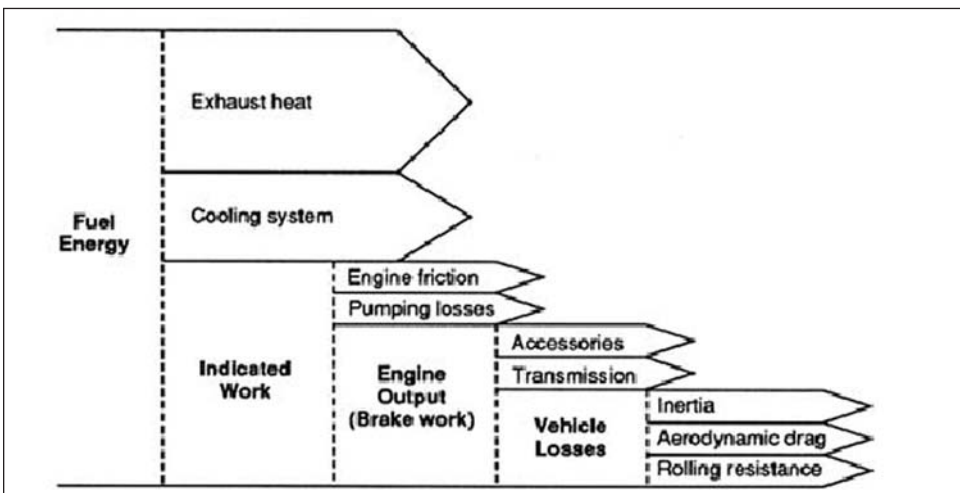 Exhaust heat
Cooling system
Fuel
Energy
Engine friction
Pumping losses
Indicated
Work
Accessories
Transmission
Engine
Output
(Brake work)
Inertia
Vehicle
Losses
Aerodynamic drag
Rolling resistance